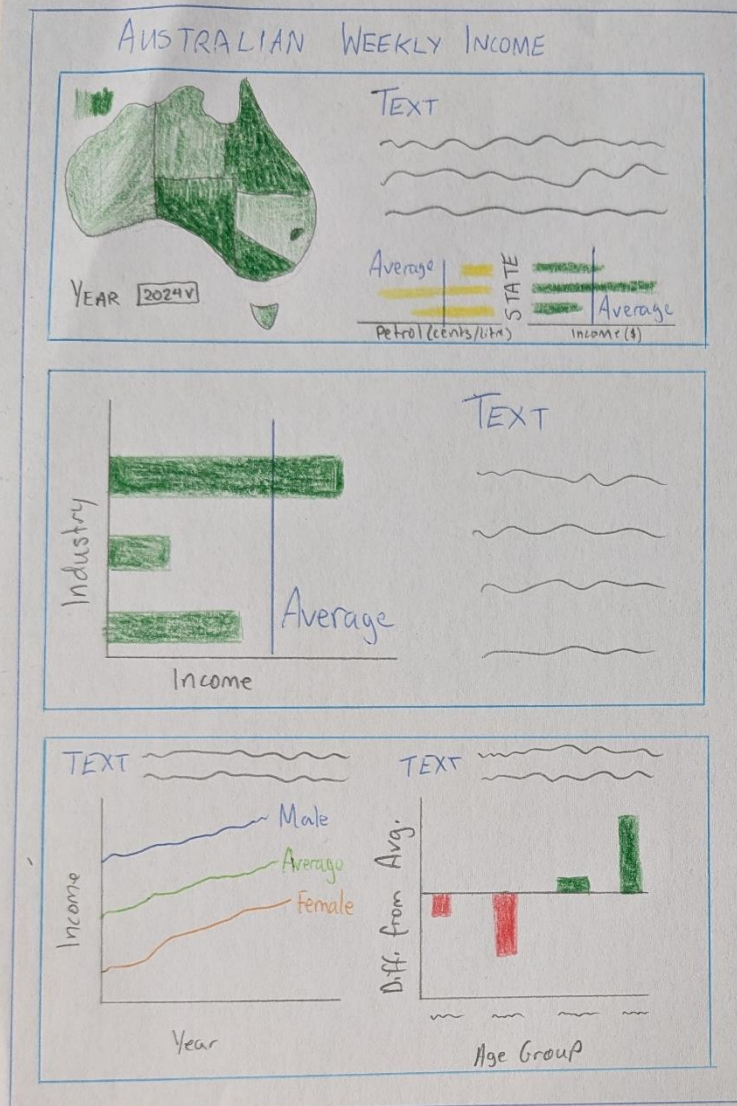 AUSTRALIAN WEEKLY INCOME
TEXT
YEAR 2024
Average
STATE
Average
Petrol (cents/litre)
Income ($)
TEXT
Industry
Average
Income
TEXT
Male
Average
Female
Income
Year
TEXT
Diff. from Avg.
Age Group